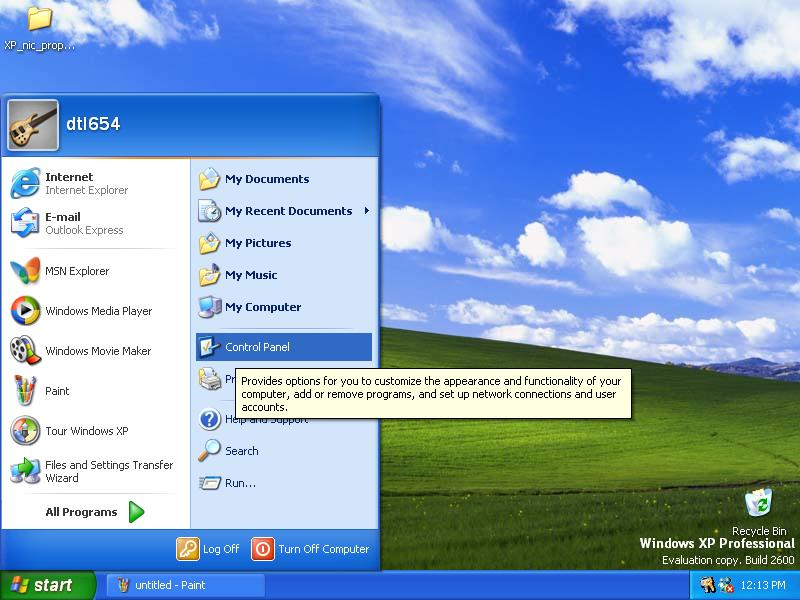 XP_nic_prop...
dtl654
Internet
Internet Explorer
E-mail
Outlook Express
MSN Explorer
Windows Media Player
Windows Movie Maker
Paint
Tour Windows XP
Files and Settings Transfer
Wizard
All Programs
My Documents
My Recent Documents
My Pictures
My Music
My Computer
Control Panel
Provides options for you to customize the appearance and functionality of your
computer, add or remove programs, and set up network connections and user
accounts.
Help and Support
Search
Run...
Log Off
Turn Off Computer
Recycle Bin
Windows XP Professional
Evaluation copy. Build 2600
start
untitled - Paint
12:13 PM